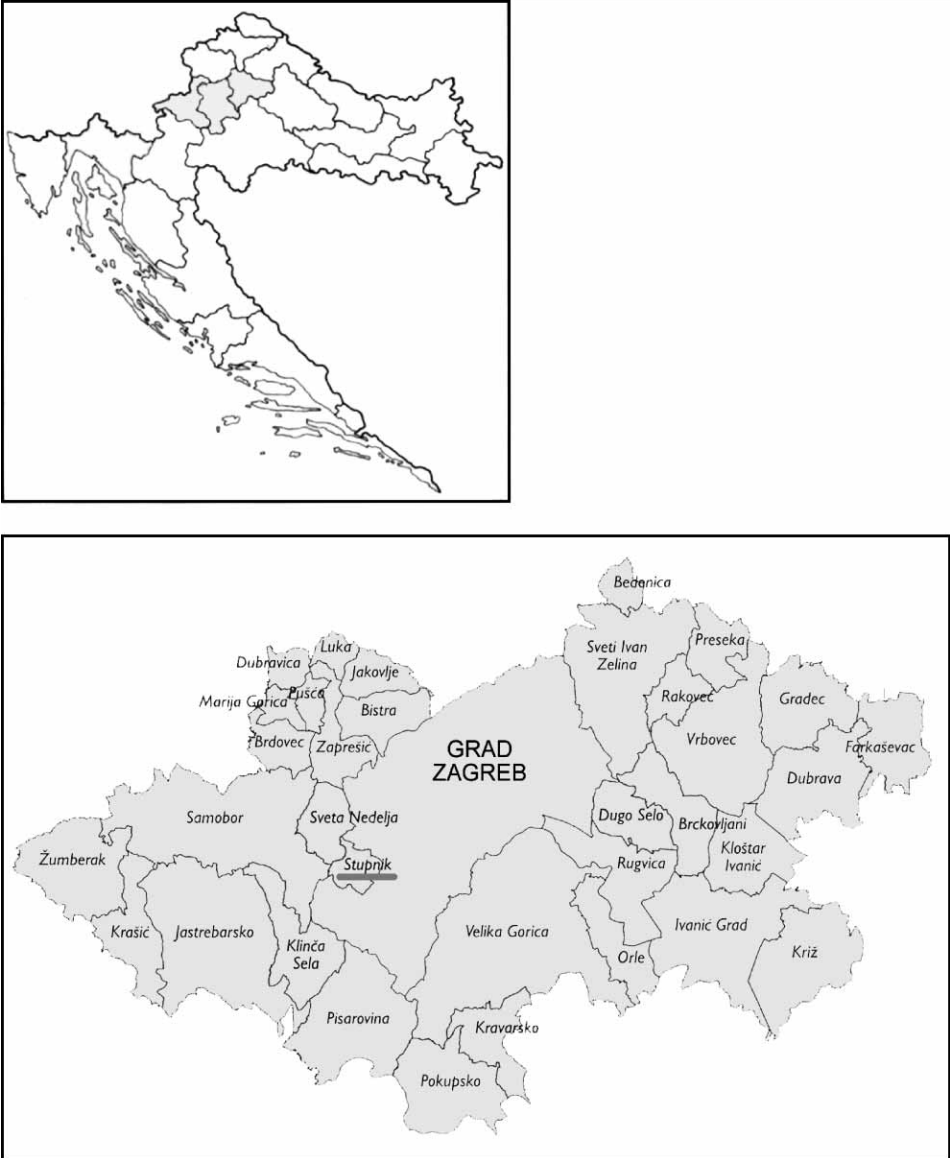 Bedenica
Sveti Ivan
Zelina
Preseka
Luka
Dubravica
Jakovlje
Pušća
Marija Gorica
Bistra
Rakovec
Gradec
Brdovec
Zaprešić
GRAD
ZAGREB
Vrbovec
Farkaševac
Dubrava
Samobor
Sveta Nedelja
Dugo Selo
Brckovljani
Kloštar
Ivanić
Žumberak
Stupnik
Rugvica
Krašić
Jastrebarsko
Klinča
Sela
Velika Gorica
Ivanić Grad
Orle
Križ
Pisarovina
Kravarsko
Pokupsko